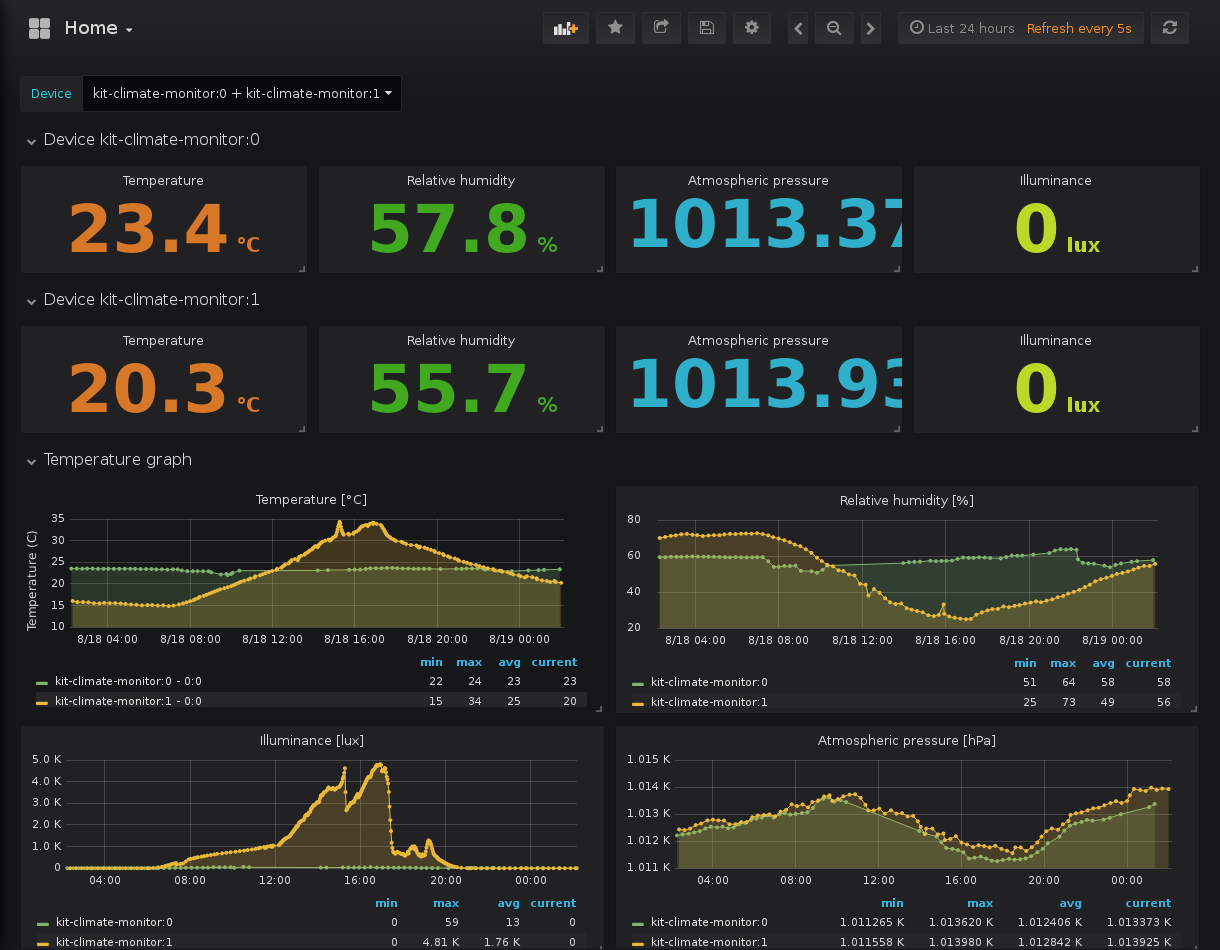 Home
Last 24 hours Refresh every 5s
Device kit-climate-monitor:0 + kit-climate-monitor:1
Device kit-climate-monitor:0
Temperature Relative humidity Atmospheric pressure Illuminance
23.4 °C 57.8 % 1013.37 0 lux
Device kit-climate-monitor:1
Temperature Relative humidity Atmospheric pressure Illuminance
20.3 °C 55.7 % 1013.93 0 lux
Temperature graph
Temperature [°C]
Temperature (C)
35
30
25
20
15
10
8/18 04:00 8/18 08:00 8/18 12:00 8/18 16:00 8/18 20:00 8/19 00:00
min max avg current
kit-climate-monitor:0 - 0:0 22 24 23 23
kit-climate-monitor:1 - 0:0 15 34 25 20
Relative humidity [%]
80
60
40
20
8/18 04:00 8/18 08:00 8/18 12:00 8/18 16:00 8/18 20:00 8/19 00:00
min max avg current
kit-climate-monitor:0 51 64 58 58
kit-climate-monitor:1 25 73 49 56
Illuminance [lux]
5.0 K
4.0 K
3.0 K
2.0 K
1.0 K
0
04:00 08:00 12:00 16:00 20:00 00:00
min max avg current
kit-climate-monitor:0 0 59 13 0
kit-climate-monitor:1 0 4.81 K 1.76 K 0
Atmospheric pressure [hPa]
1.015 K
1.014 K
1.013 K
1.012 K
1.011 K
04:00 08:00 12:00 16:00 20:00 00:00
min max avg current
kit-climate-monitor:0 1.011265 K 1.013620 K 1.012406 K 1.013373 K
kit-climate-monitor:1 1.011558 K 1.013980 K 1.012842 K 1.013925 K